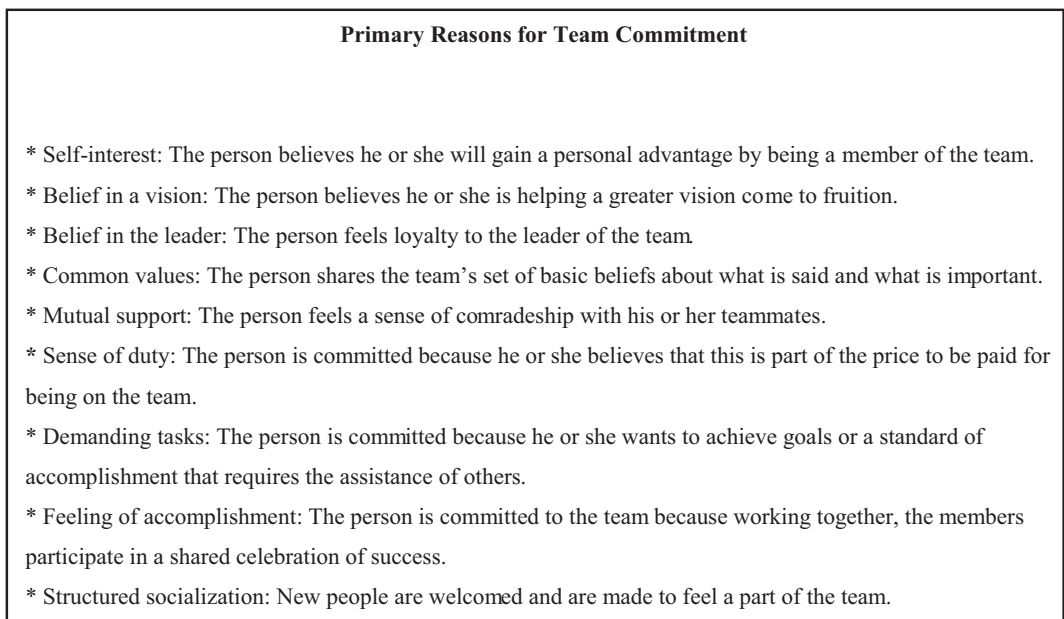 Primary Reasons for Team Commitment
* Self-interest: The person believes he or she will gain a personal advantage by being a member of the team.
* Belief in a vision: The person believes he or she is helping a greater vision come to fruition.
* Belief in the leader: The person feels loyalty to the leader of the team.
* Common values: The person shares the team’s set of basic beliefs about what is said and what is important.
* Mutual support: The person feels a sense of comradeship with his or her teammates.
* Sense of duty: The person is committed because he or she believes that this is part of the price to be paid for
being on the team.
* Demanding tasks: The person is committed because he or she wants to achieve goals or a standard of
accomplishment that requires the assistance of others.
* Feeling of accomplishment: The person is committed to the team because working together, the members
participate in a shared celebration of success.
* Structured socialization: New people are welcomed and are made to feel a part of the team.